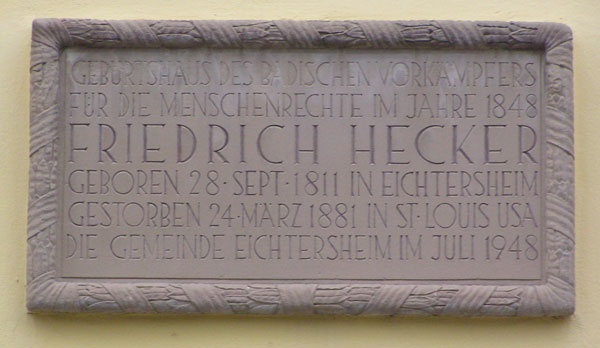 GEBURTSHAUS DES BADISCHEN VORKÄMPFERS
FÜR DIE MENSCHENRECHTE IM JAHRE 1848
FRIEDRICH HECKER
GEBOREN 28·SEPT·1811 IN EICHTERSHEIM
GESTORBEN 24·MÄRZ 1881 IN ST·LOUIS USA
DIE GEMEINDE EICHTERSHEIM IM JULI 1948